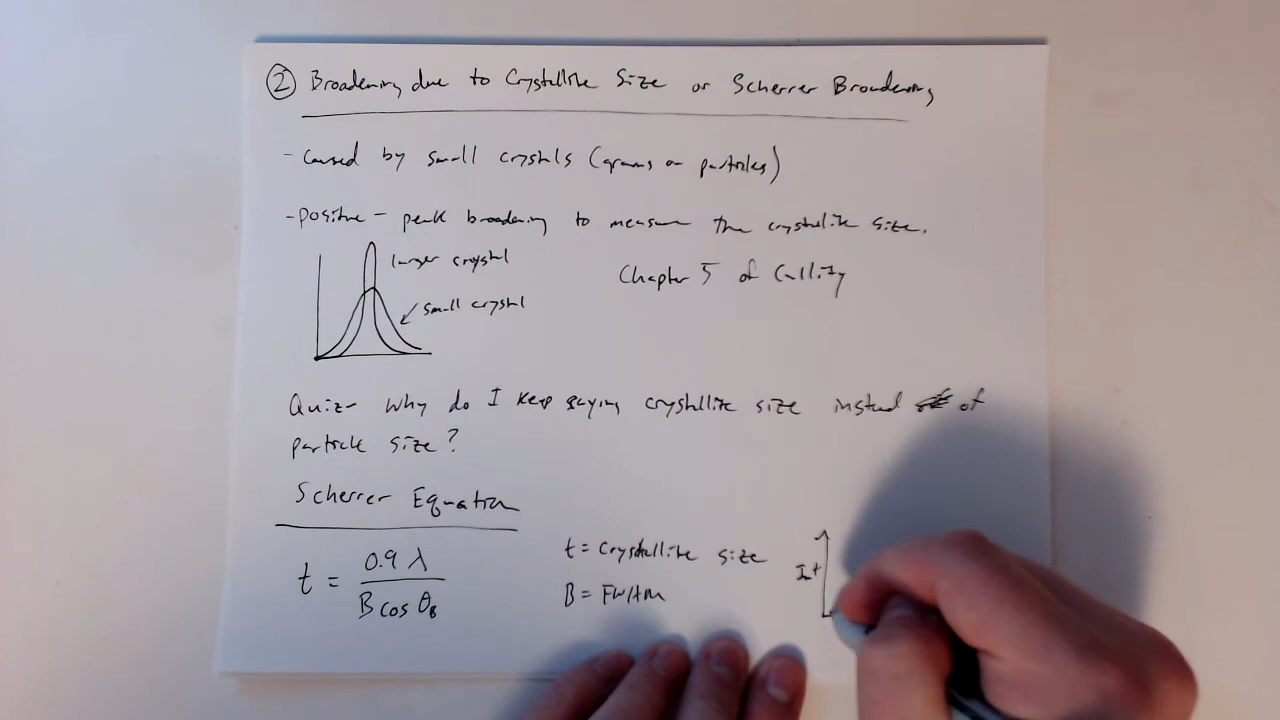 ② Broadening due to Crystallite Size or Scherrer Broadening
- Caused by small crystals (grains or particles)
- positive - peak broadening to measure the crystallite size.
larger crystal
Chapter 5 of Cullity
small crystal
Quiz - Why do I keep saying crystallite size instead of
particle size?
Scherrer Equation
t = 0.9 λ / B cos θ_B
t = Crystallite size
B = FWHM
Int